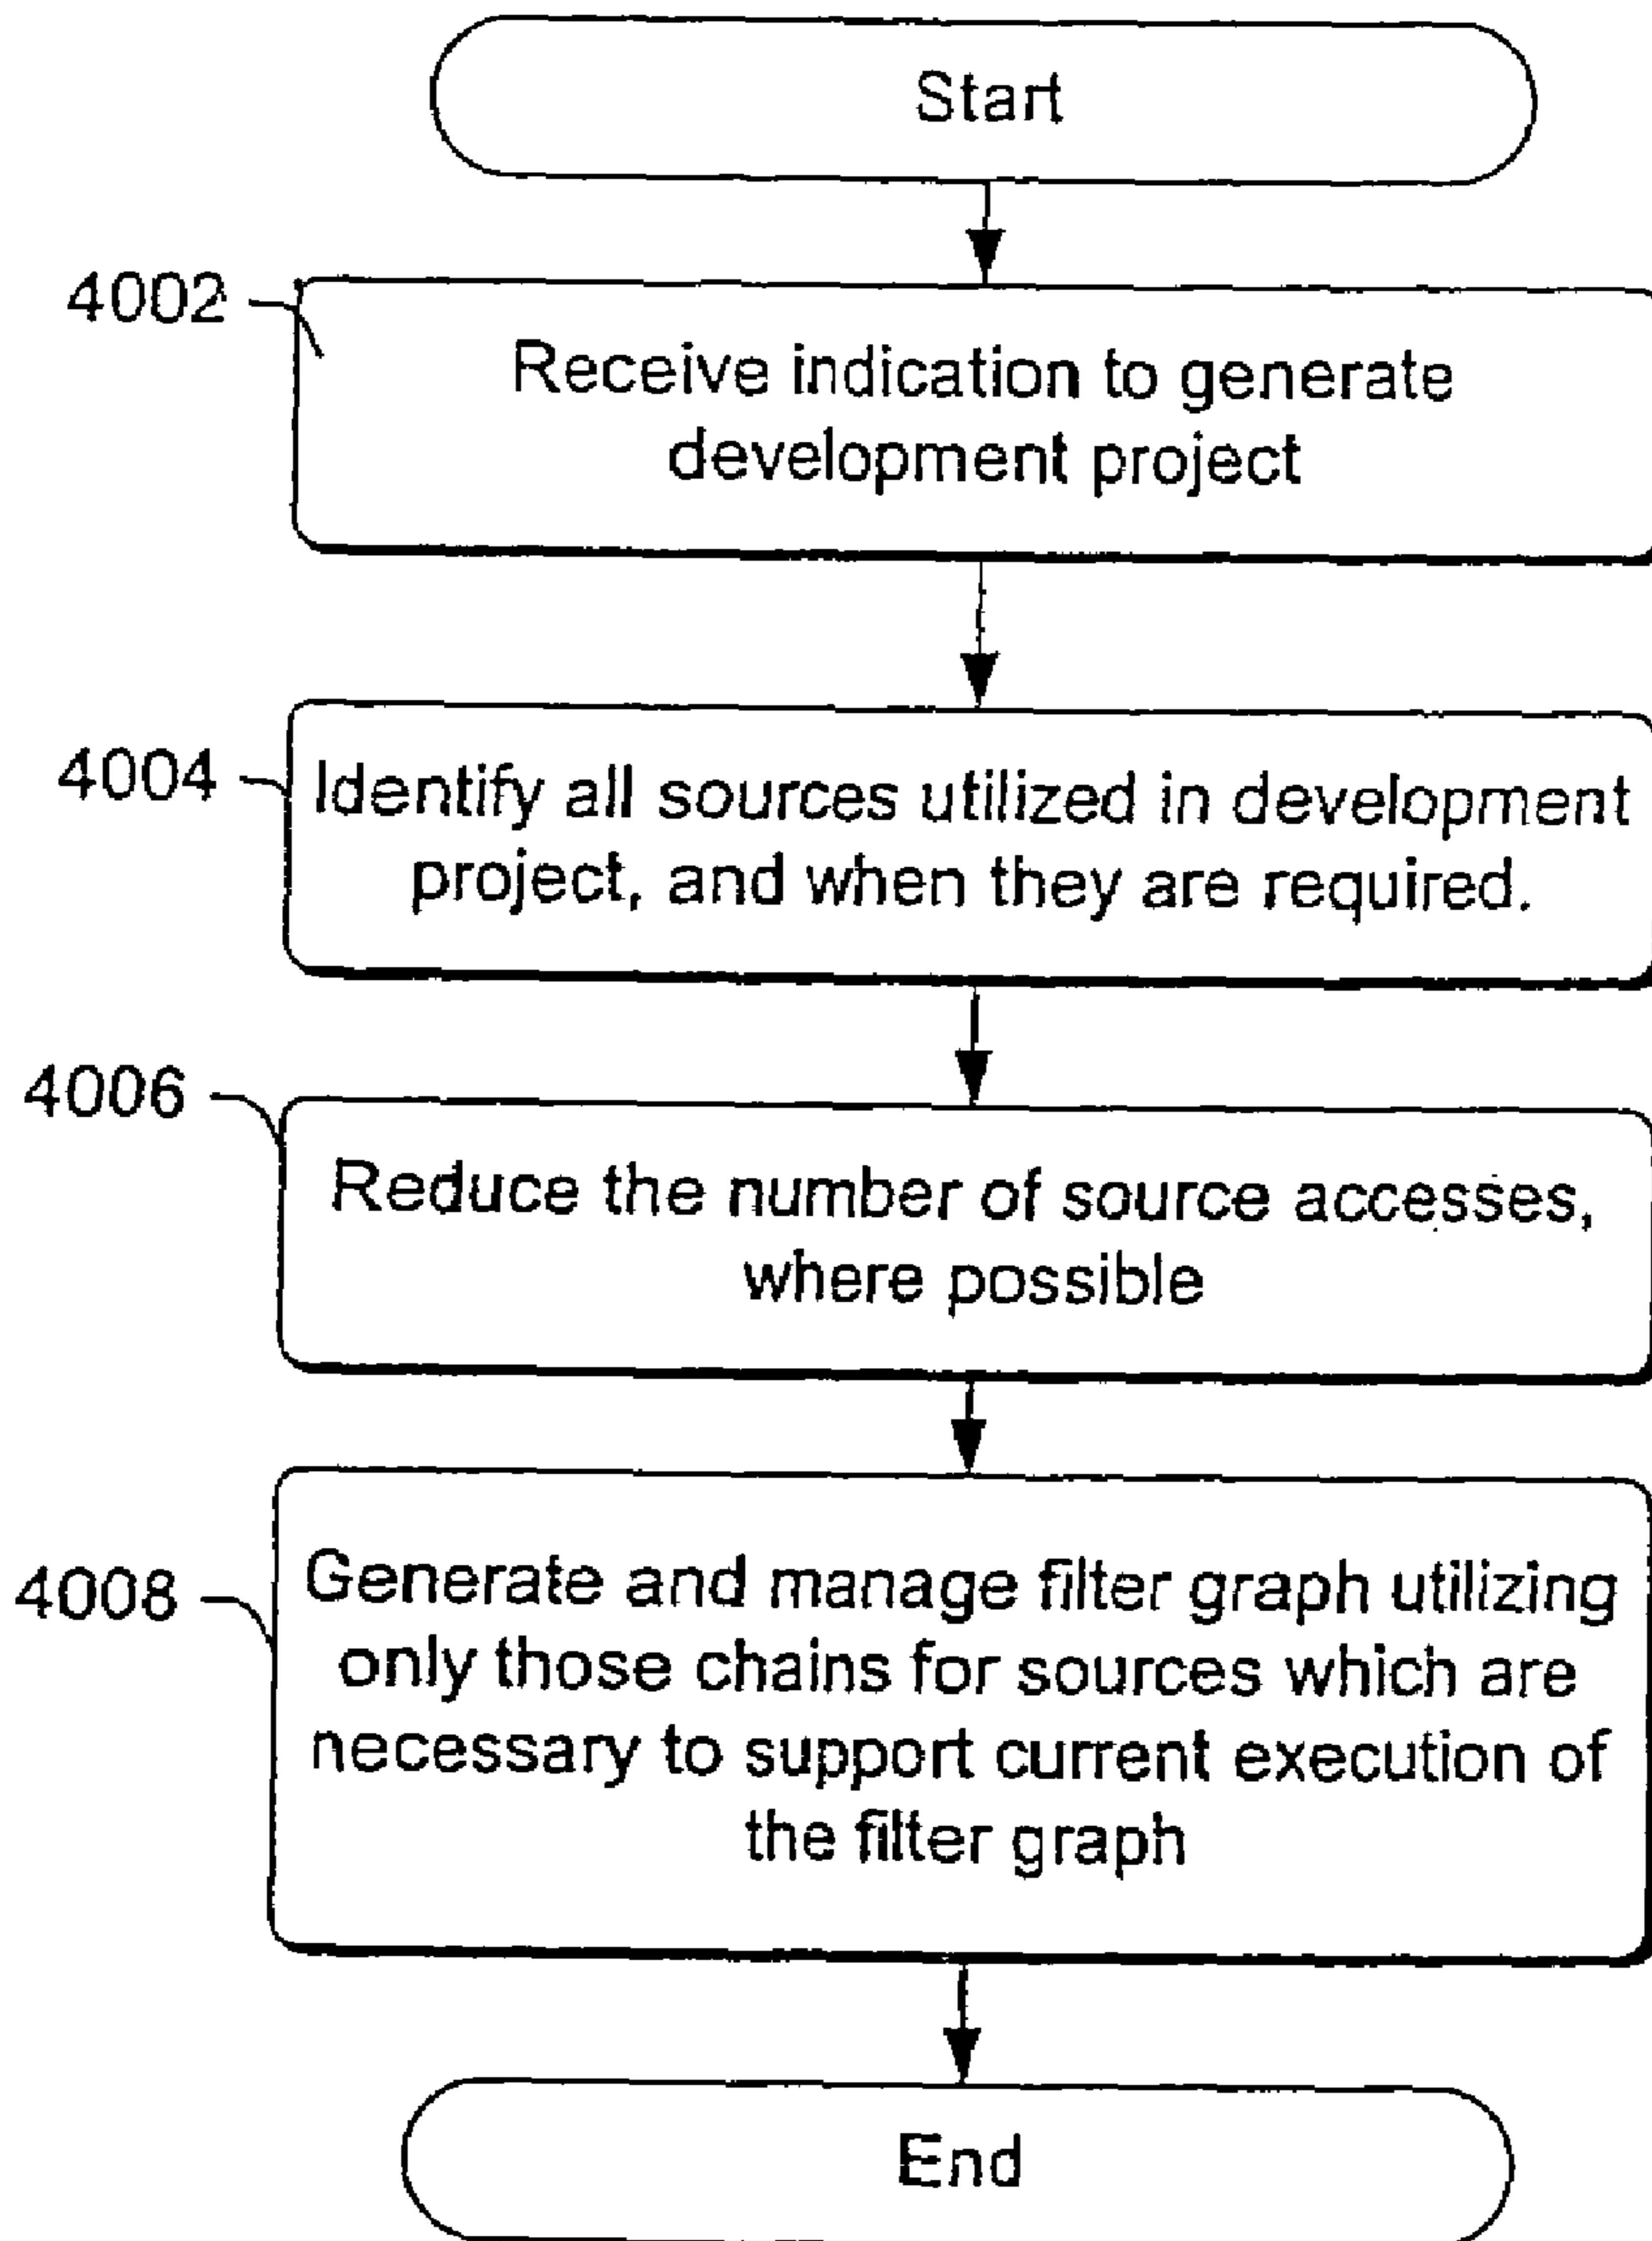 Start
4002
Receive indication to generate
development project
4004
Identify all sources utilized in development
project, and when they are required.
4006
Reduce the number of source accesses,
where possible
4008
Generate and manage filter graph utilizing
only those chains for sources which are
necessary to support current execution of
the filter graph
End